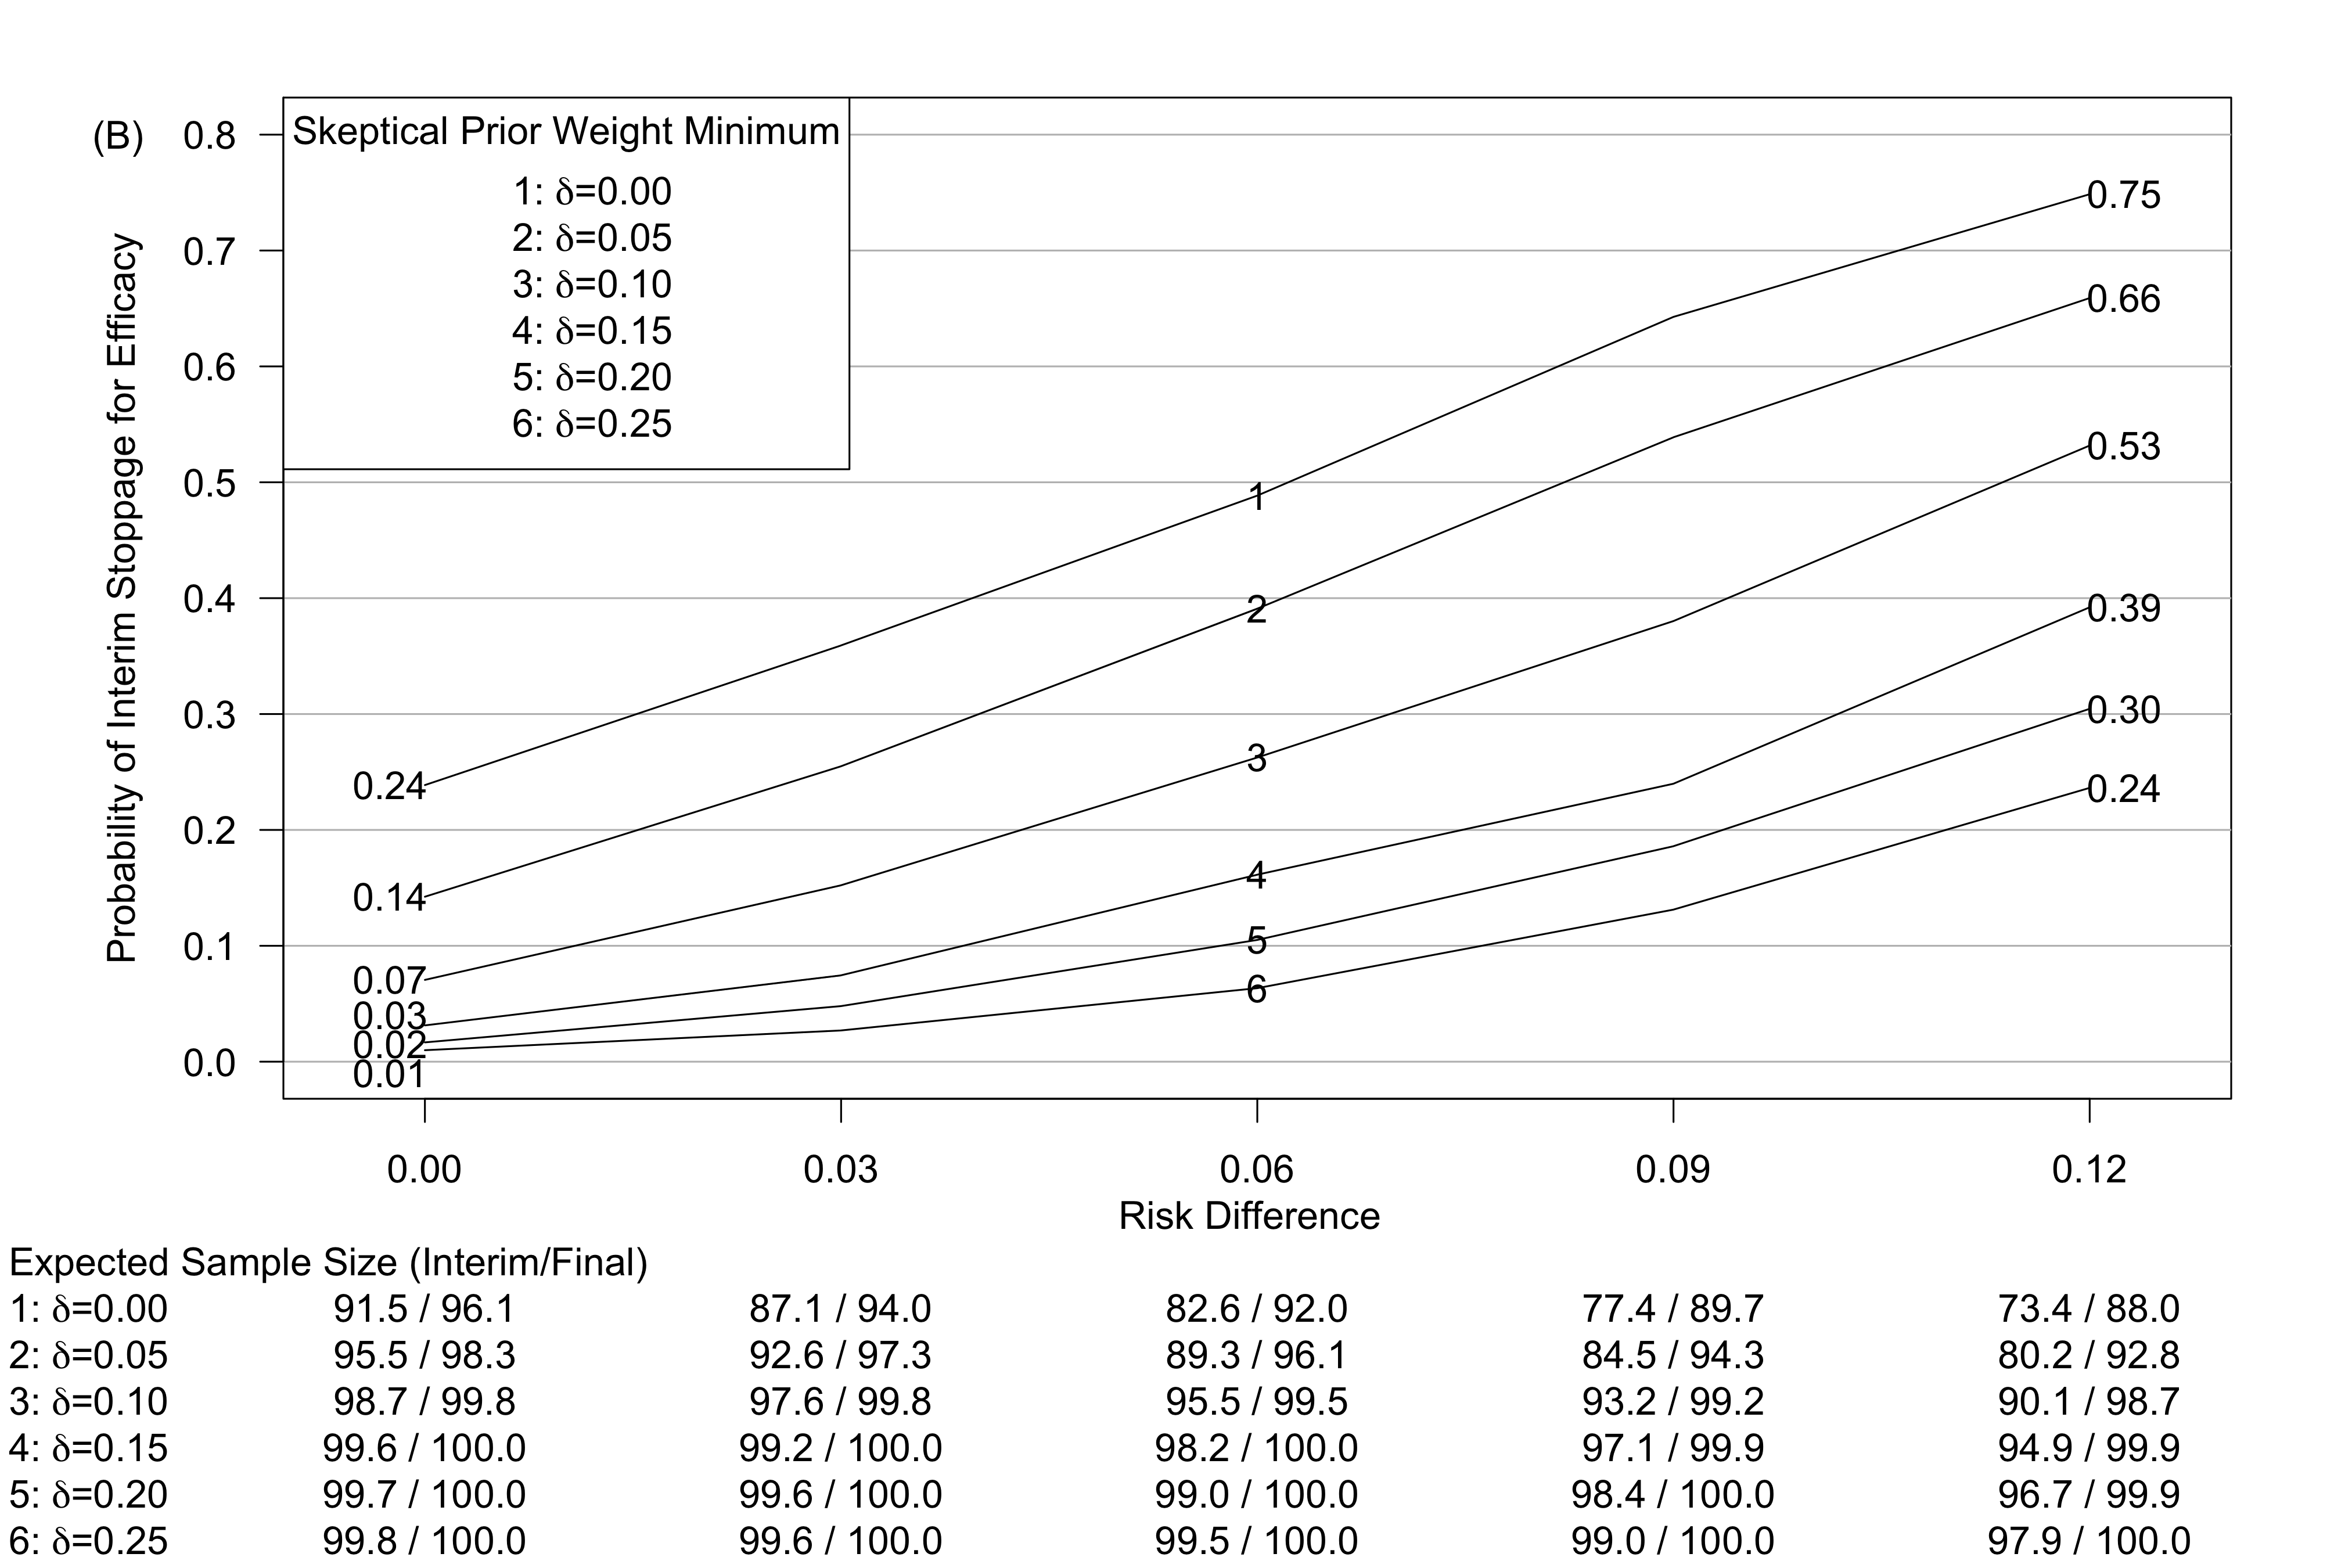 (B)
Probability of Interim Stoppage for Efficacy
0.8
0.7
0.6
0.5
0.4
0.3
0.2
0.1
0.0
Skeptical Prior Weight Minimum
1: δ=0.00
2: δ=0.05
3: δ=0.10
4: δ=0.15
5: δ=0.20
6: δ=0.25
0.24
0.14
0.07
0.03
0.02
0.01
1
2
3
4
5
6
0.75
0.66
0.53
0.39
0.30
0.24
0.00 0.03 0.06 0.09 0.12
Risk Difference
Expected Sample Size (Interim/Final)
1: δ=0.00 91.5 / 96.1 87.1 / 94.0 82.6 / 92.0 77.4 / 89.7 73.4 / 88.0
2: δ=0.05 95.5 / 98.3 92.6 / 97.3 89.3 / 96.1 84.5 / 94.3 80.2 / 92.8
3: δ=0.10 98.7 / 99.8 97.6 / 99.8 95.5 / 99.5 93.2 / 99.2 90.1 / 98.7
4: δ=0.15 99.6 / 100.0 99.2 / 100.0 98.2 / 100.0 97.1 / 99.9 94.9 / 99.9
5: δ=0.20 99.7 / 100.0 99.6 / 100.0 99.0 / 100.0 98.4 / 100.0 96.7 / 99.9
6: δ=0.25 99.8 / 100.0 99.6 / 100.0 99.5 / 100.0 99.0 / 100.0 97.9 / 100.0